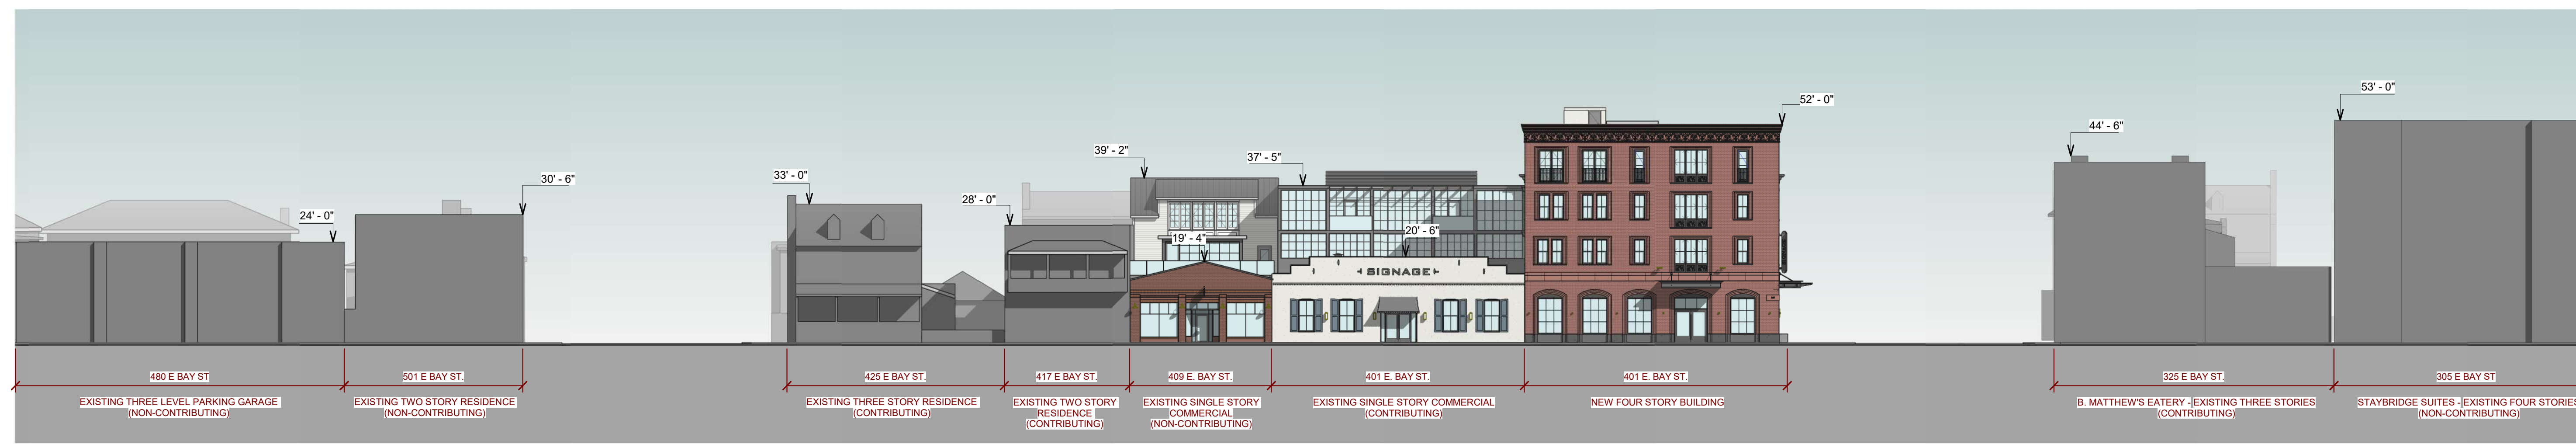 53' - 0"
52' - 0"
44' - 6"
39' - 2"
37' - 5"
33' - 0"
30' - 6"
28' - 0"
24' - 0"
19' - 4"
20' - 6"
SIGNAGE
480 E BAY ST
501 E BAY ST.
425 E BAY ST.
417 E BAY ST.
409 E. BAY ST.
401 E. BAY ST.
401 E. BAY ST.
325 E BAY ST.
305 E BAY ST
EXISTING THREE LEVEL PARKING GARAGE
(NON-CONTRIBUTING)
EXISTING TWO STORY RESIDENCE
(NON-CONTRIBUTING)
EXISTING THREE STORY RESIDENCE
(CONTRIBUTING)
EXISTING TWO STORY
RESIDENCE
(CONTRIBUTING)
EXISTING SINGLE STORY
COMMERCIAL
(NON-CONTRIBUTING)
EXISTING SINGLE STORY COMMERCIAL
(CONTRIBUTING)
NEW FOUR STORY BUILDING
B. MATTHEW'S EATERY - EXISTING THREE STORIES
(CONTRIBUTING)
STAYBRIDGE SUITES - EXISTING FOUR STORIES
(NON-CONTRIBUTING)